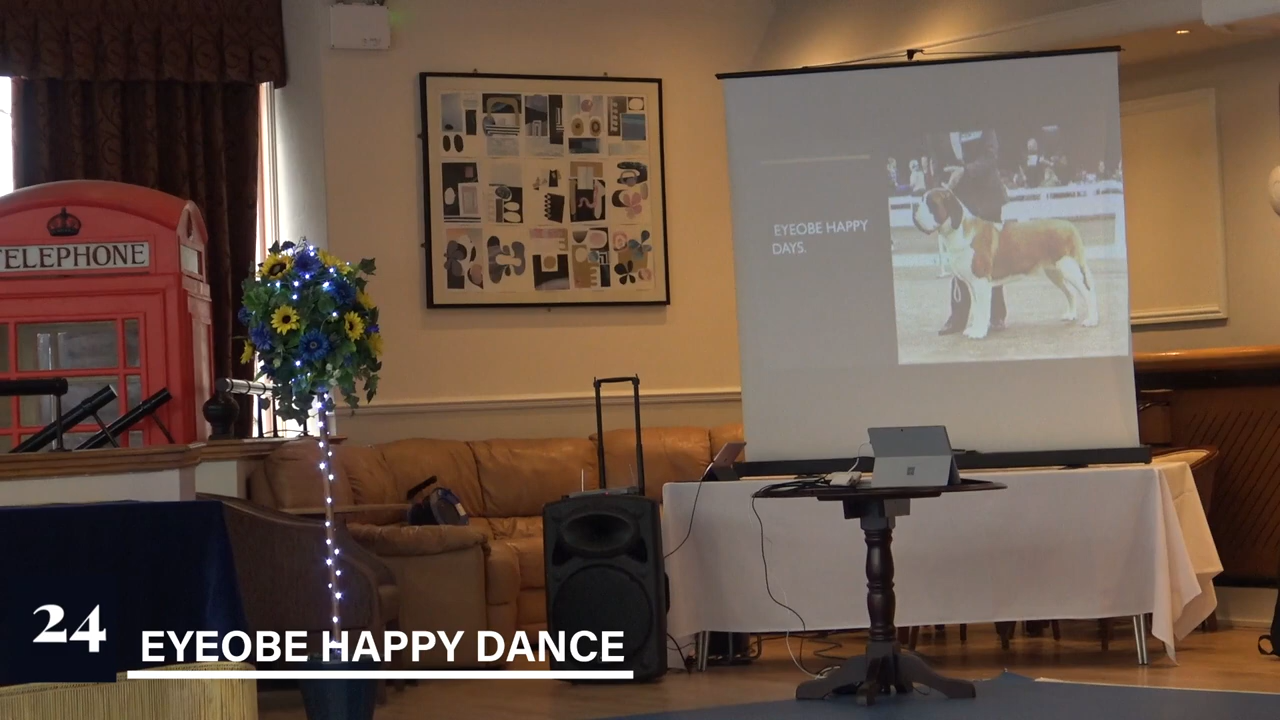 TELEPHONE
EYEOBE HAPPY
DAYS.
24
EYEOBE HAPPY DANCE